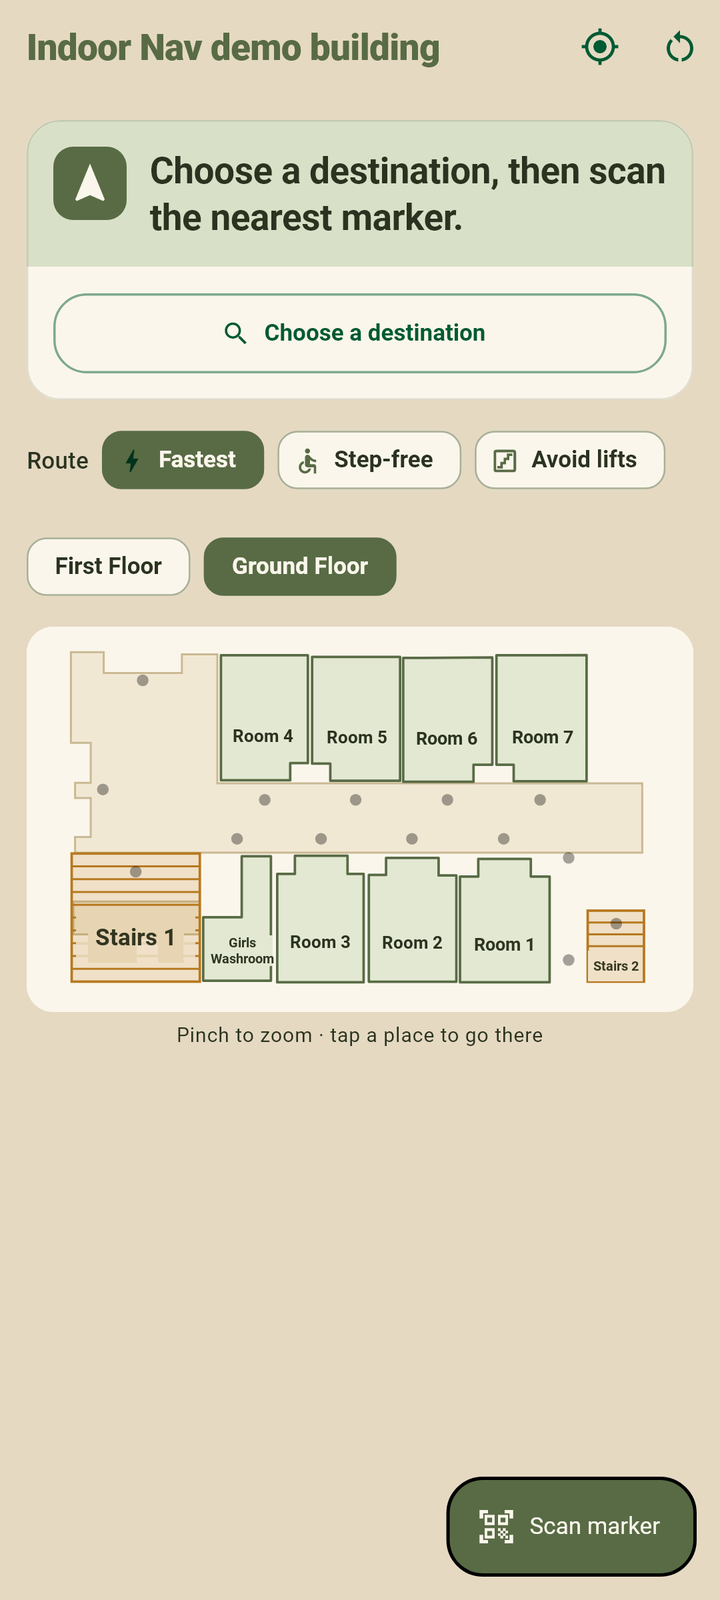 Indoor Nav demo building
Choose a destination, then scan
the nearest marker.
Choose a destination
Route
Fastest
Step-free
Avoid lifts
First Floor
Ground Floor
Room 4
Room 5
Room 6
Room 7
Stairs 1
Girls
Washroom
Room 3
Room 2
Room 1
Stairs 2
Pinch to zoom · tap a place to go there
Scan marker